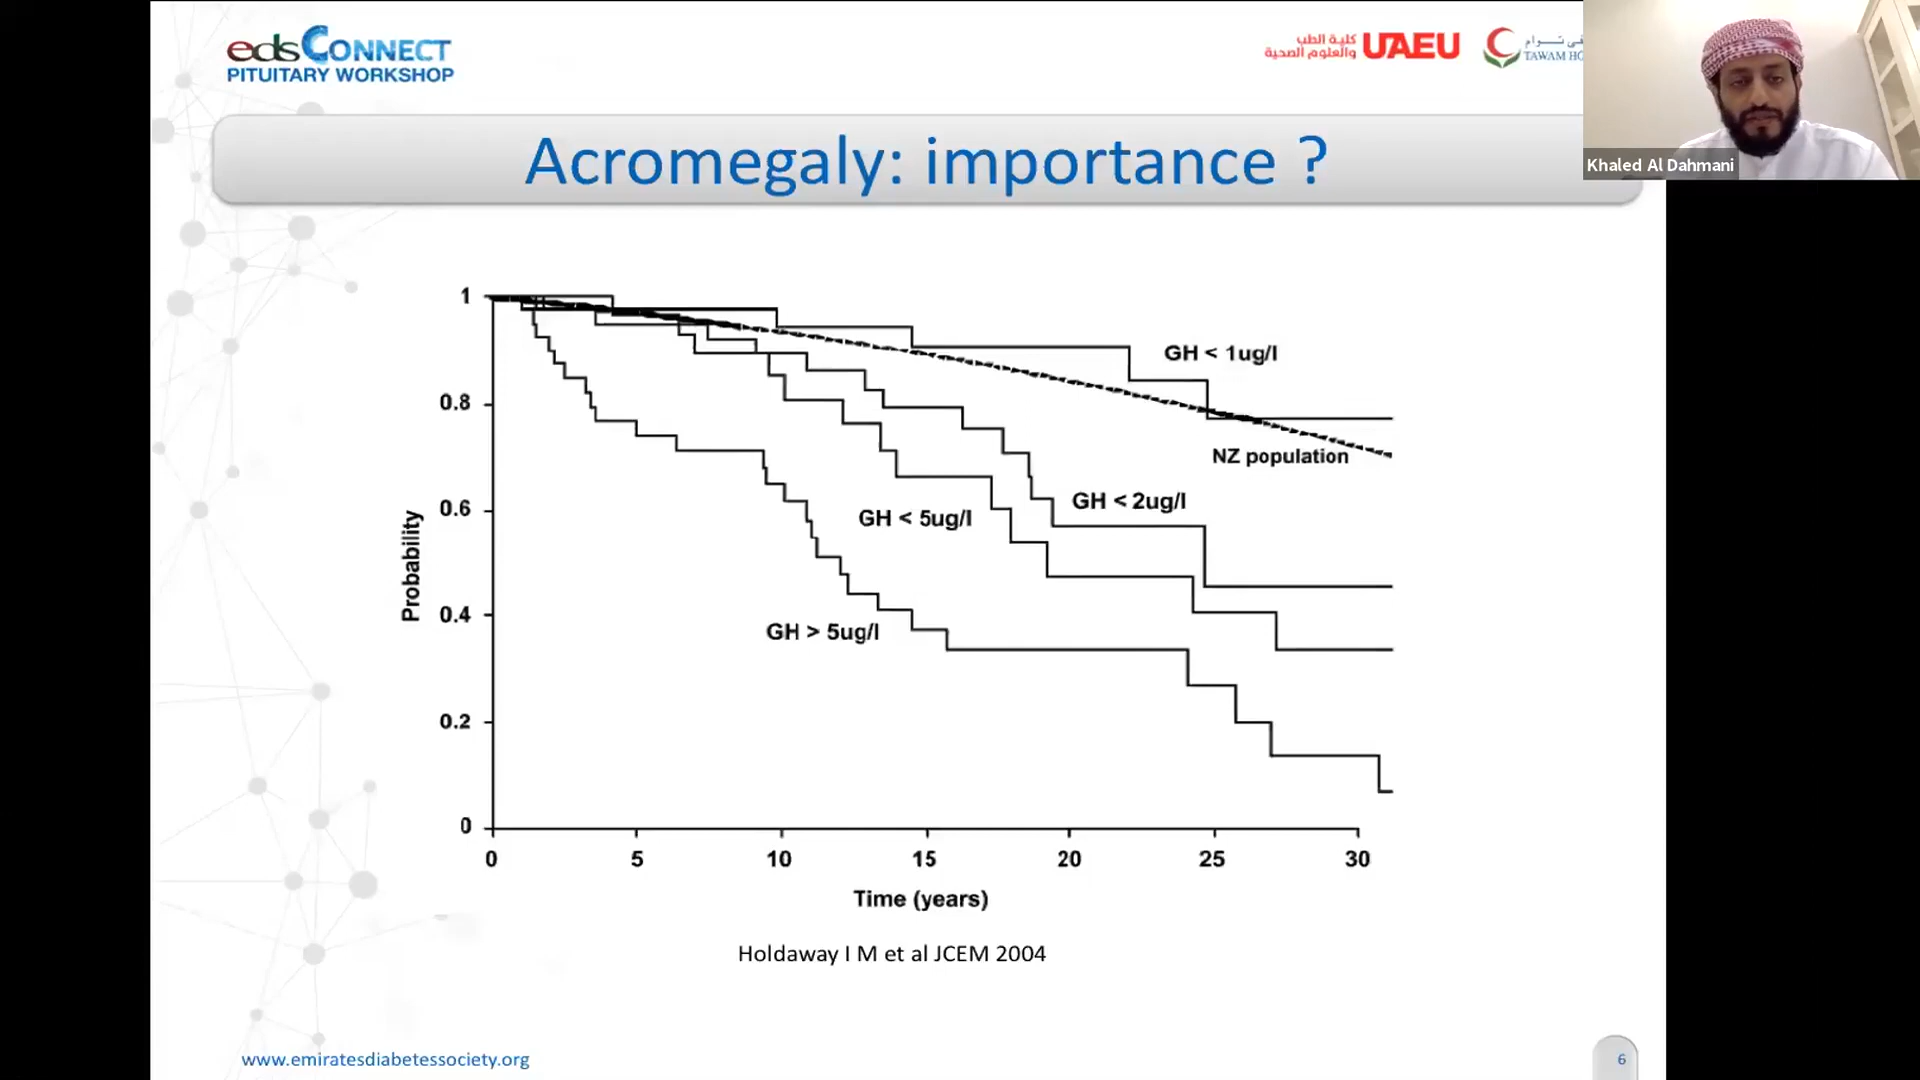 eds CONNECT
PITUITARY WORKSHOP
كلية الطب
والعلوم الصحية
UAEU
TAWAM
Khaled Al Dahmani
Acromegaly: importance ?
1
0.8
0.6
0.4
0.2
0
Probability
GH < 1ug/l
NZ population
GH < 2ug/l
GH < 5ug/l
GH > 5ug/l
0 5 10 15 20 25 30
Time (years)
Holdaway I M et al JCEM 2004
www.emiratesdiabetessociety.org
6